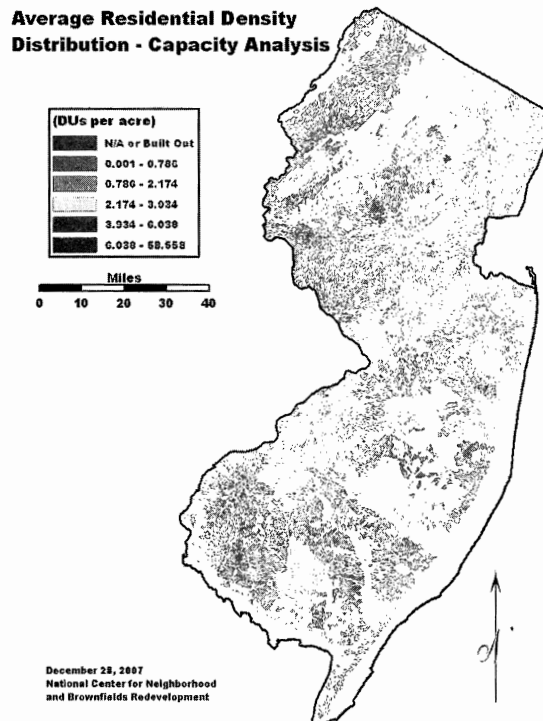 Average Residential Density
Distribution - Capacity Analysis
(DUs per acre)
N/A or Built Out
0.001 - 0.786
0.786 - 2.174
2.174 - 3.934
3.934 - 6.038
6.038 - 58.558
Miles
0 10 20 30 40
N
December 28, 2007
National Center for Neighborhood
and Brownfields Redevelopment